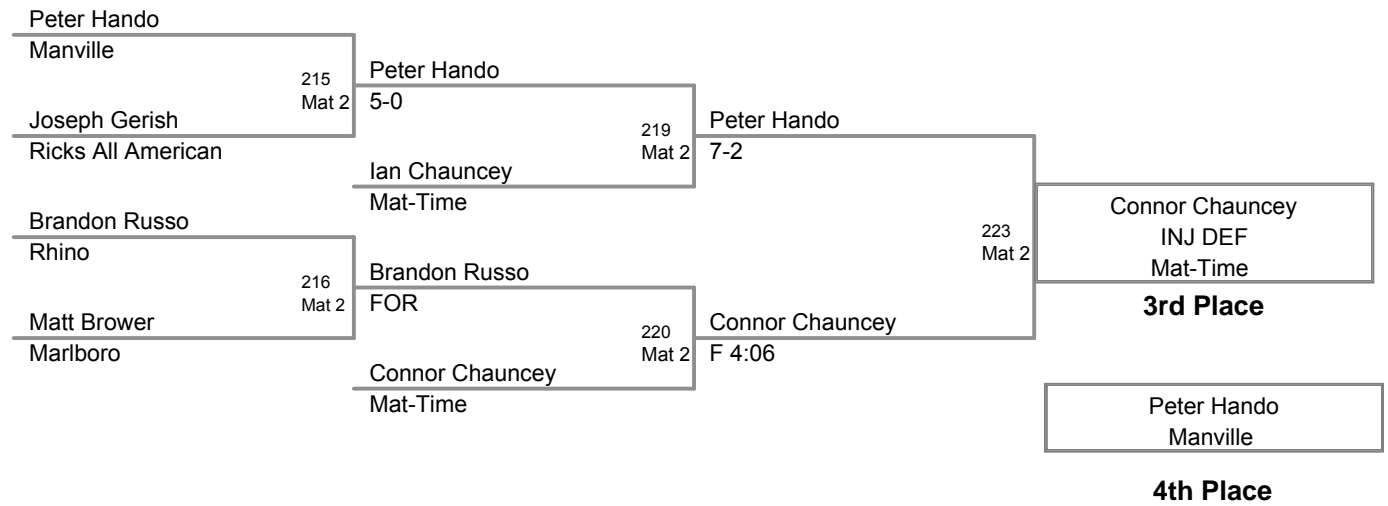 Peter Hando
Manville
215
Mat 2
Joseph Gerish
Ricks All American
Peter Hando
5-0
Ian Chauncey
Mat-Time
219
Mat 2
Peter Hando
7-2
Brandon Russo
Rhino
216
Mat 2
Matt Brower
Marlboro
Brandon Russo
FOR
Connor Chauncey
Mat-Time
220
Mat 2
Connor Chauncey
F 4:06
223
Mat 2
Connor Chauncey
INJ DEF
Mat-Time
3rd Place
Peter Hando
Manville
4th Place